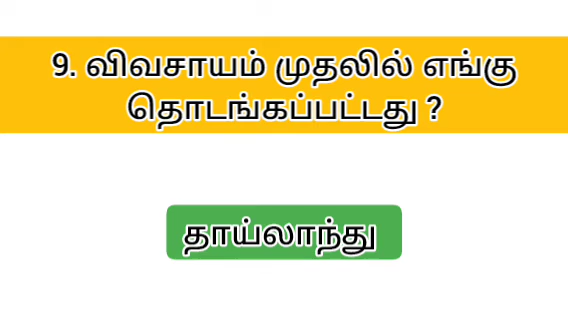 9. விவசாயம் முதலில் எங்கு
தொடங்கப்பட்டது ?
தாய்லாந்து